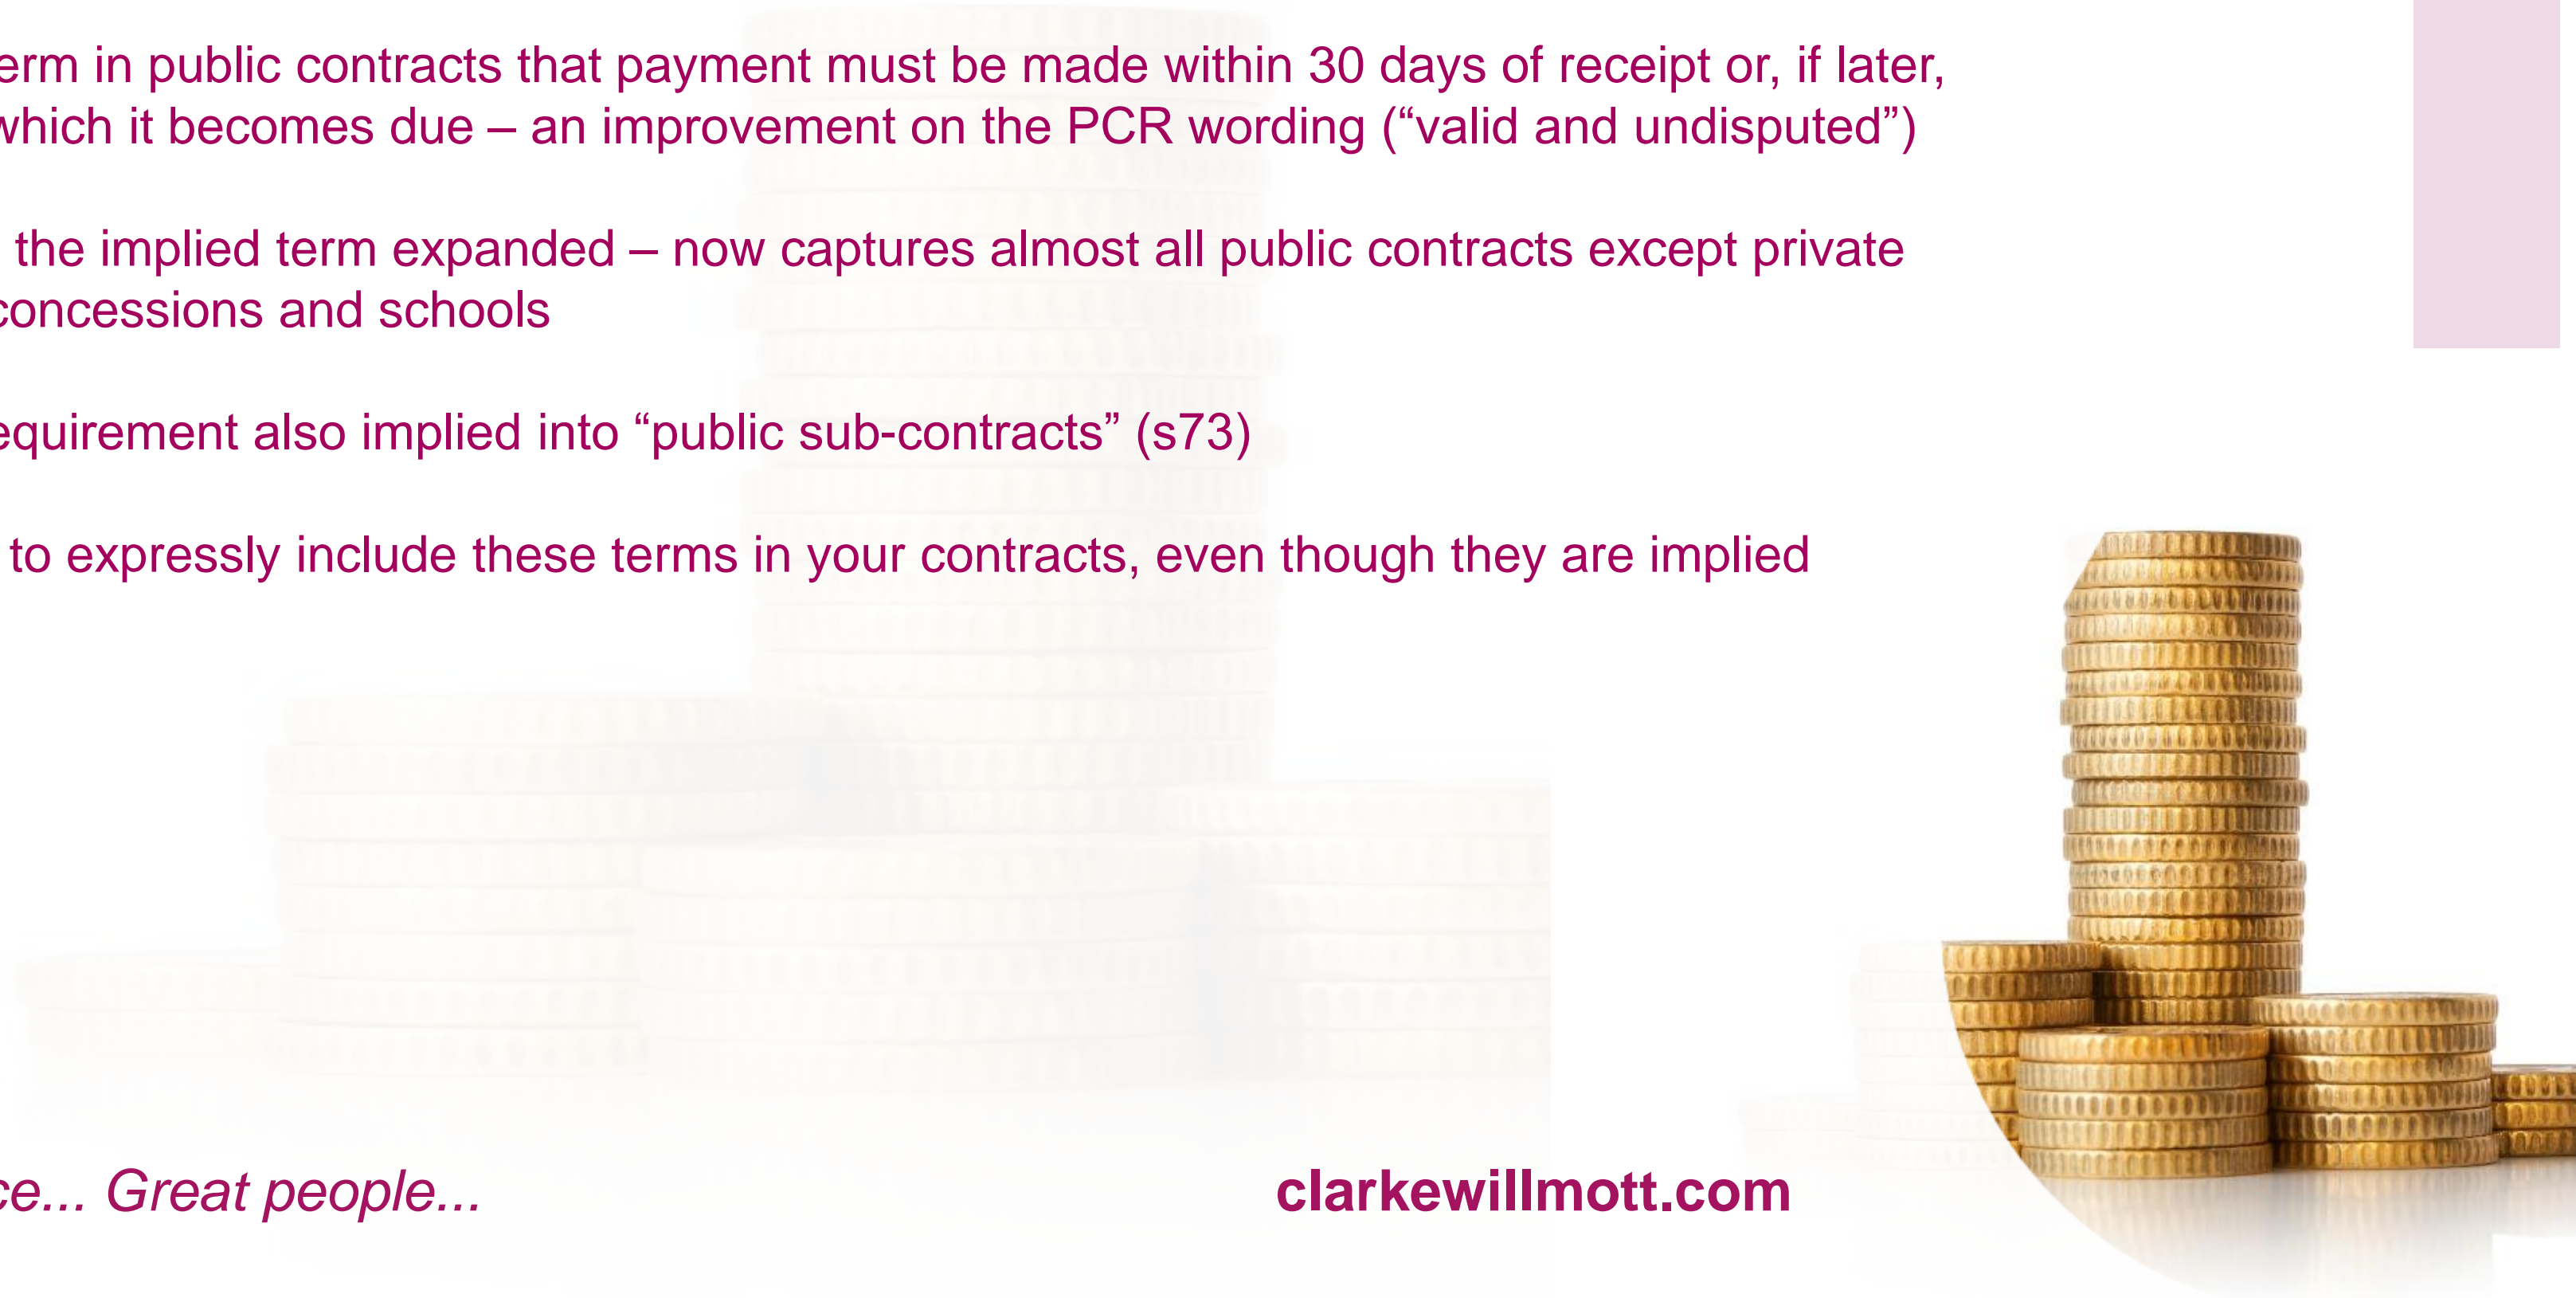 erm in public contracts that payment must be made within 30 days of receipt or, if later,
which it becomes due – an improvement on the PCR wording (“valid and undisputed”)
the implied term expanded – now captures almost all public contracts except private
concessions and schools
equirement also implied into “public sub-contracts” (s73)
to expressly include these terms in your contracts, even though they are implied
ce... Great people...
clarkewillmott.com